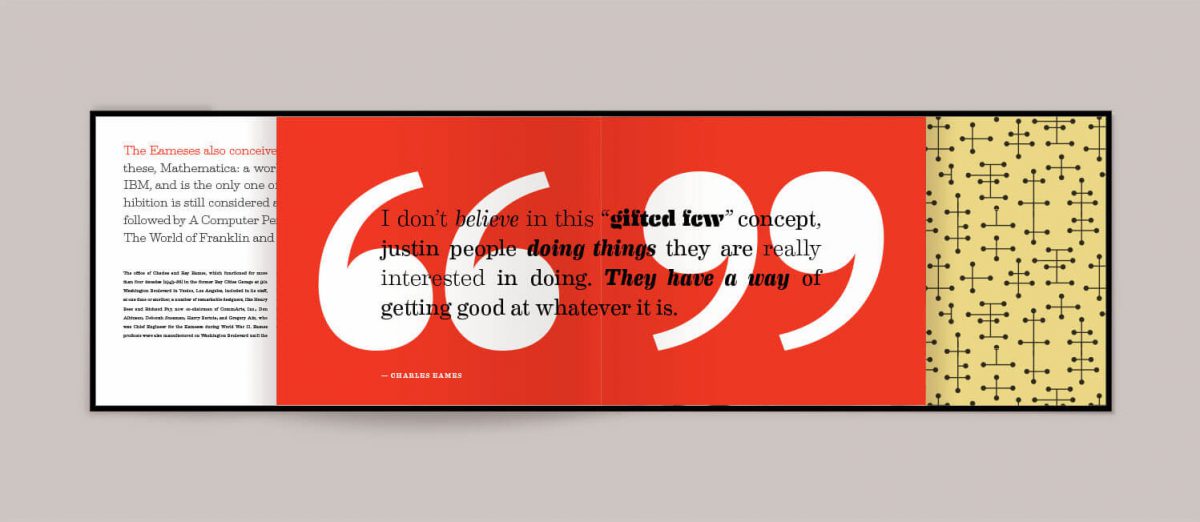 The Eameses also conceive
these, Mathematica: a wor
IBM, and is the only one o
hibition is still considered a
followed by A Computer Pe
The World of Franklin and
The office of Charles and Ray Eames, which functioned for more
than four decades (1943-88) in the former Bay Cities Garage at 901
Washington Boulevard in Venice, Los Angeles, included in its staff,
at one time or another, a number of remarkable designers, like Henry
Beer and Richard Foy, now co-chairmen of CommArts, Inc.; Don
Albinson, Deborah Sussman, Harry Bertoia, and Gregory Ain, who
was Chief Engineer for the Eameses during World War II. Eames
products were also manufactured on Washington Boulevard until the
“ ”
I don’t believe in this “gifted few” concept,
justin people doing things they are really
interested in doing. They have a way of
getting good at whatever it is.
— CHARLES EAMES